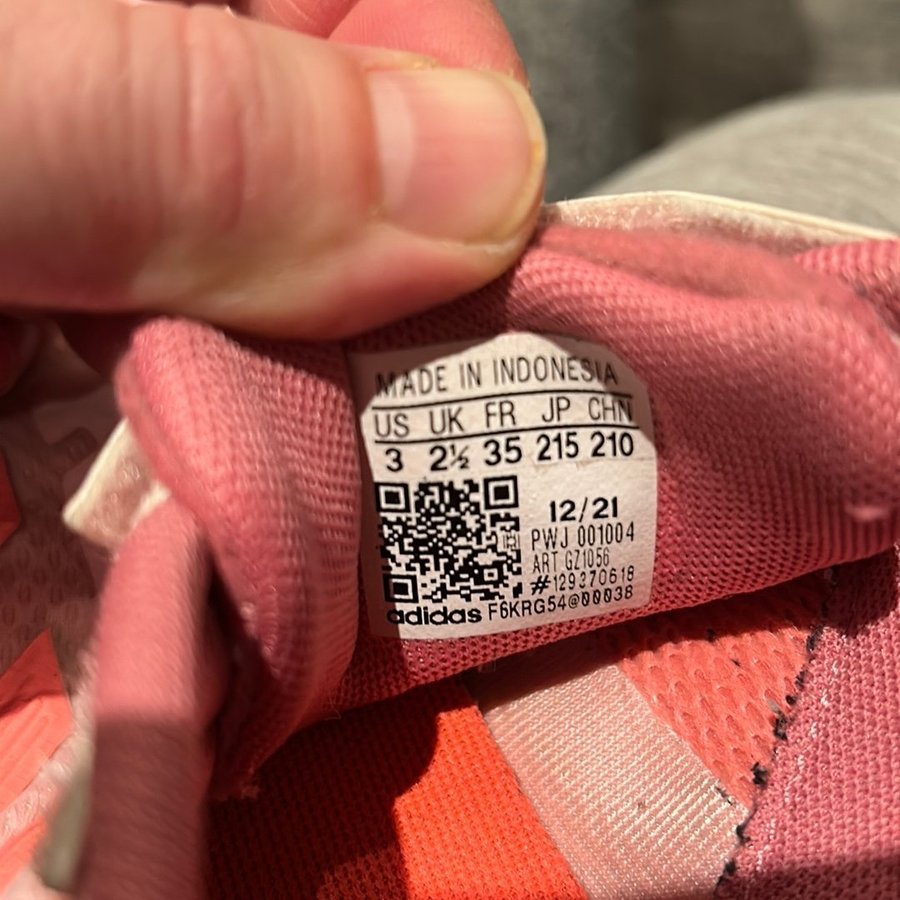 MADE IN INDONESIA
US UK FR JP CHN
3 2½ 35 215 210
12/21
PWJ 001004
ART GZ1056
#129370618
adidas F6KRG54@00038